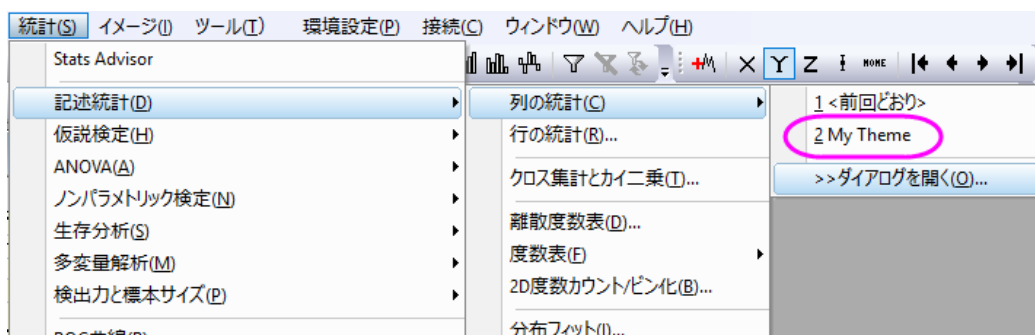 統計(S) イメージ(I) ツール(T) 環境設定(P) 接続(C) ウィンドウ(W) ヘルプ(H)
Stats Advisor
記述統計(D)
仮説検定(H)
ANOVA(A)
ノンパラメトリック検定(N)
生存分析(S)
多変量解析(M)
検出力と標本サイズ(P)
ROC曲線(R)
列の統計(C)
行の統計(R)...
クロス集計とカイ二乗(T)...
離散度数表(D)...
度数表(F)
2D度数カウント/ビン化(B)...
分布フィット(I)...
1 <前回どおり>
2 My Theme
>>ダイアログを開く(O)...
Y Z NONE